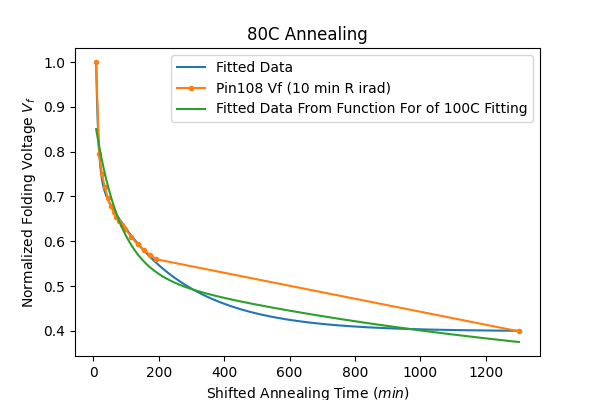 80C Annealing
Fitted Data
Pin108 Vf (10 min R irad)
Fitted Data From Function For of 100C Fitting
Normalized Folding Voltage V_f
1.0
0.9
0.8
0.7
0.6
0.5
0.4
0 200 400 600 800 1000 1200
Shifted Annealing Time (min)